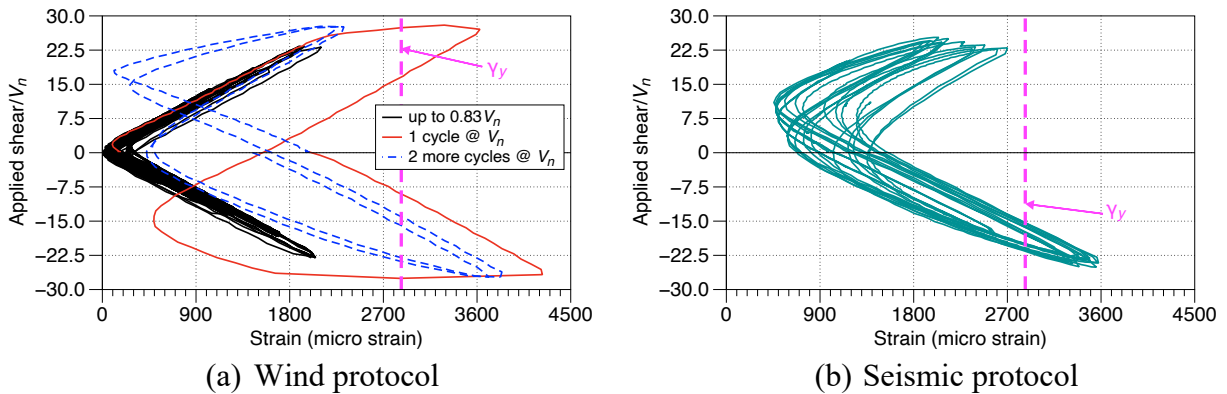 30.0
22.5
15.0
7.5
0
−7.5
−15.0
−22.5
−30.0
Applied shear/Vn
γy
up to 0.83Vn
1 cycle @ Vn
2 more cycles @ Vn
0 900 1800 2700 3600 4500
Strain (micro strain)
(a) Wind protocol
30.0
22.5
15.0
7.5
0
−7.5
−15.0
−22.5
−30.0
Applied shear/Vn
γy
0 900 1800 2700 3600 4500
Strain (micro strain)
(b) Seismic protocol